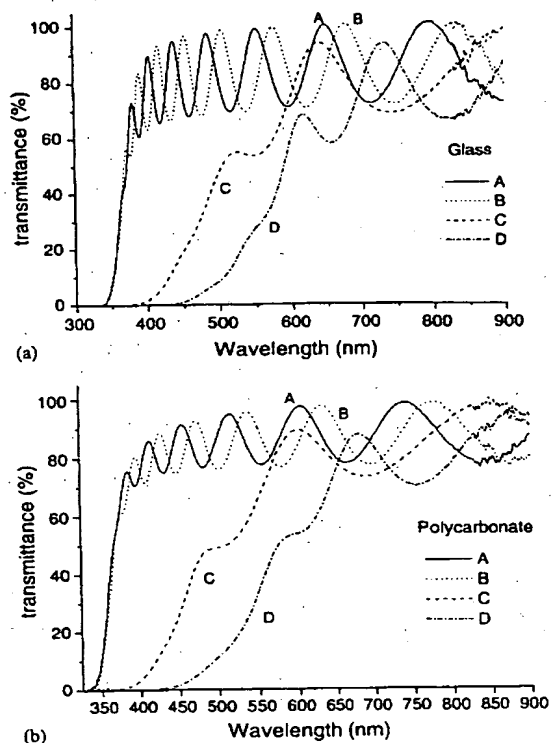 100
80
60
40
20
0
transmittance (%)
A
B
C
D
Glass
A
B
C
D
300
400
500
600
700
800
900
Wavelength (nm)
(a)
100
80
60
40
20
0
transmittance (%)
A
B
C
D
Polycarbonate
A
B
C
D
350
400
450
500
550
600
650
700
750
800
850
900
Wavelength (nm)
(b)